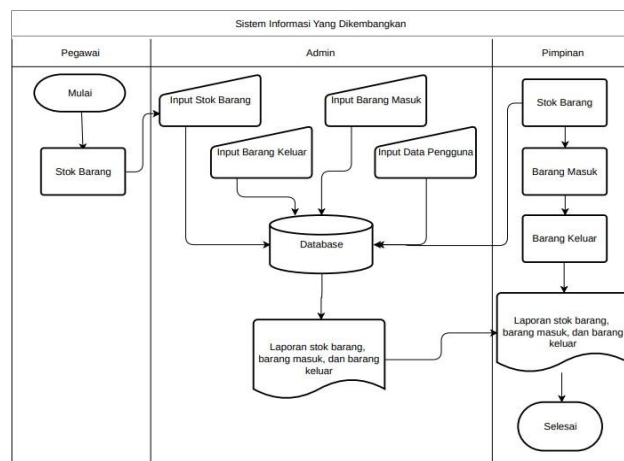 Sistem Informasi Yang Dikembangkan
Pegawai
Admin
Pimpinan
Mulai
Stok Barang
Input Stok Barang
Input Barang Masuk
Input Barang Keluar
Input Data Pengguna
Database
Laporan stok barang,
barang masuk, dan barang
keluar
Stok Barang
Barang Masuk
Barang Keluar
Laporan stok barang,
barang masuk, dan barang
keluar
Selesai